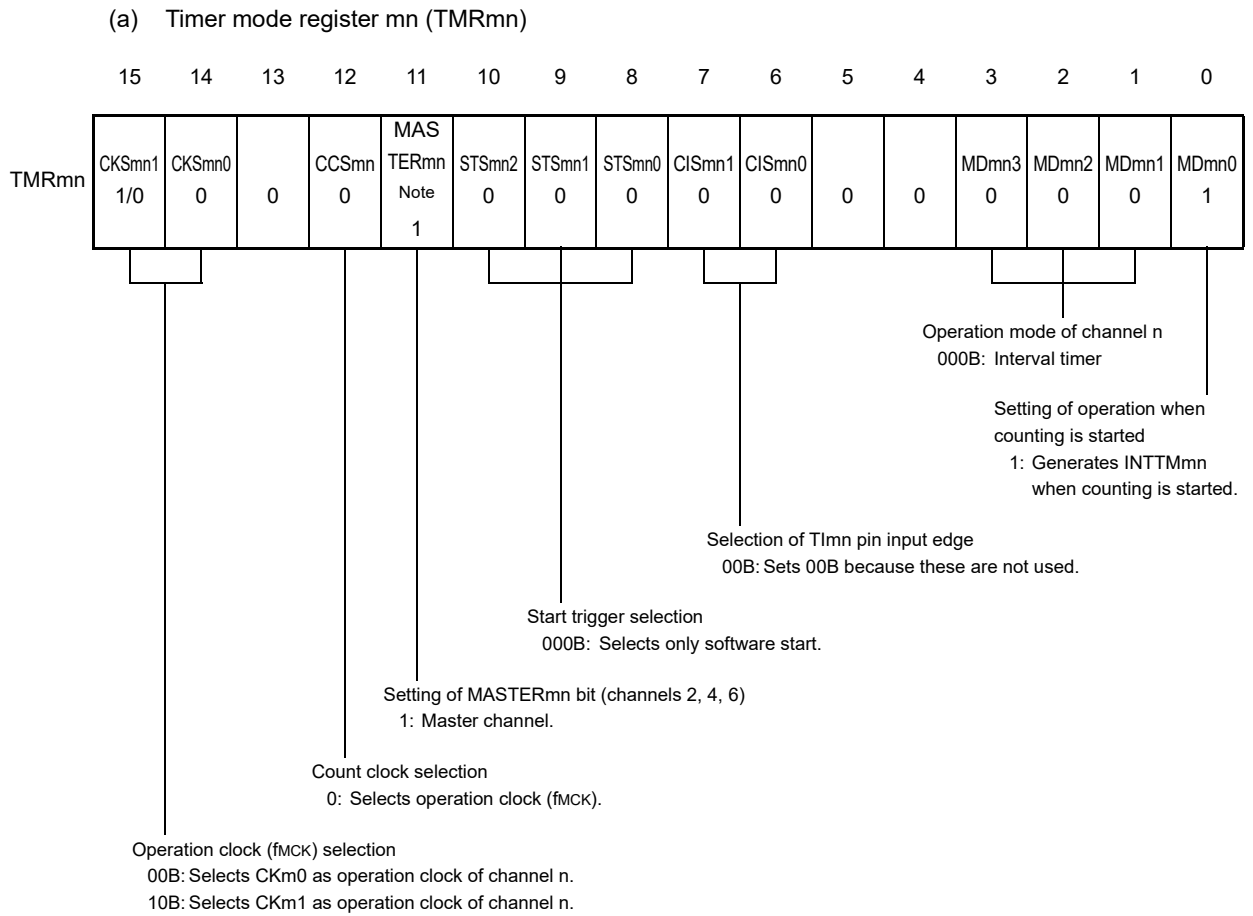 (a) Timer mode register mn (TMRmn)
15 14 13 12 11 10 9 8 7 6 5 4 3 2 1 0
TMRmn
CKSmn1 1/0
CKSmn0 0
0
CCSmn 0
MAS
TERmn
Note
1
STSmn2 0
STSmn1 0
STSmn0 0
CISmn1 0
CISmn0 0
0
0
MDmn3 0
MDmn2 0
MDmn1 0
MDmn0 1
Operation mode of channel n
000B: Interval timer
Setting of operation when
counting is started
1: Generates INTTMmn
when counting is started.
Selection of TImn pin input edge
00B: Sets 00B because these are not used.
Start trigger selection
000B: Selects only software start.
Setting of MASTERmn bit (channels 2, 4, 6)
1: Master channel.
Count clock selection
0: Selects operation clock (fMCK).
Operation clock (fMCK) selection
00B: Selects CKm0 as operation clock of channel n.
10B: Selects CKm1 as operation clock of channel n.